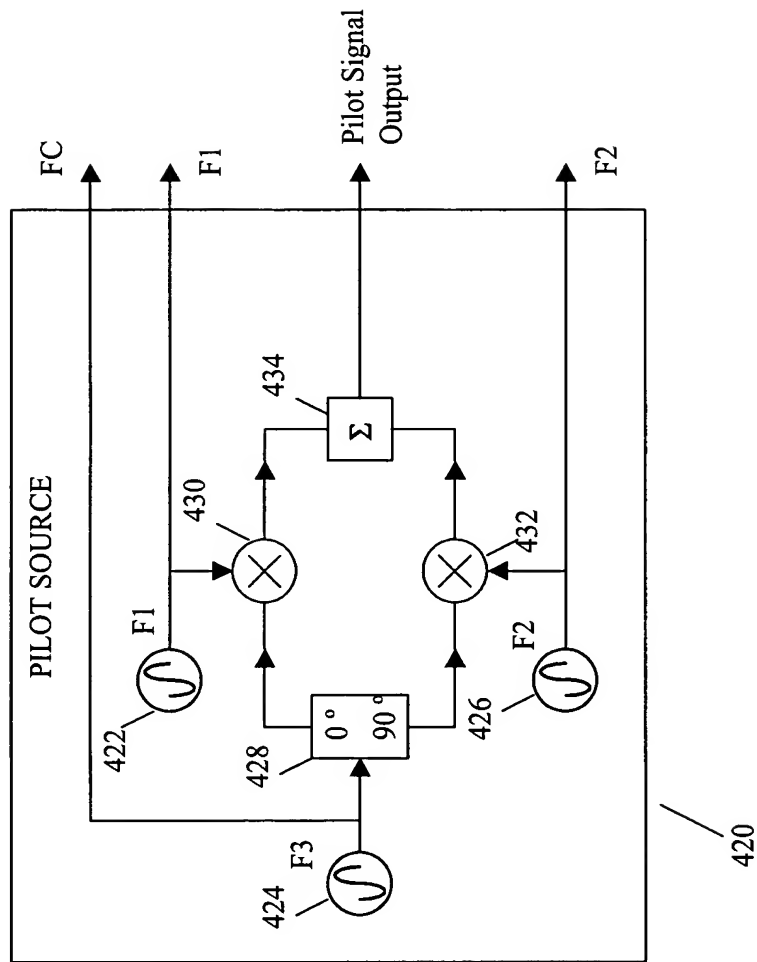 PILOT SOURCE
FC
F1
Pilot Signal
Output
F2
422
F1
430
434
Σ
424
F3
428
0°
90°
432
426
F2
420